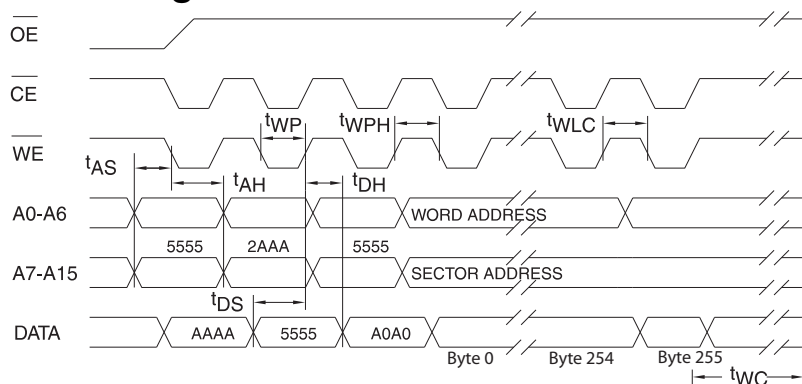 OE
CE
tWP tWPH tWLC
WE
tAS
tAH tDH
A0-A6 WORD ADDRESS
5555 2AAA 5555
A7-A15 SECTOR ADDRESS
tDS
DATA AAAA 5555 A0A0
Byte 0 Byte 254 Byte 255
tWC